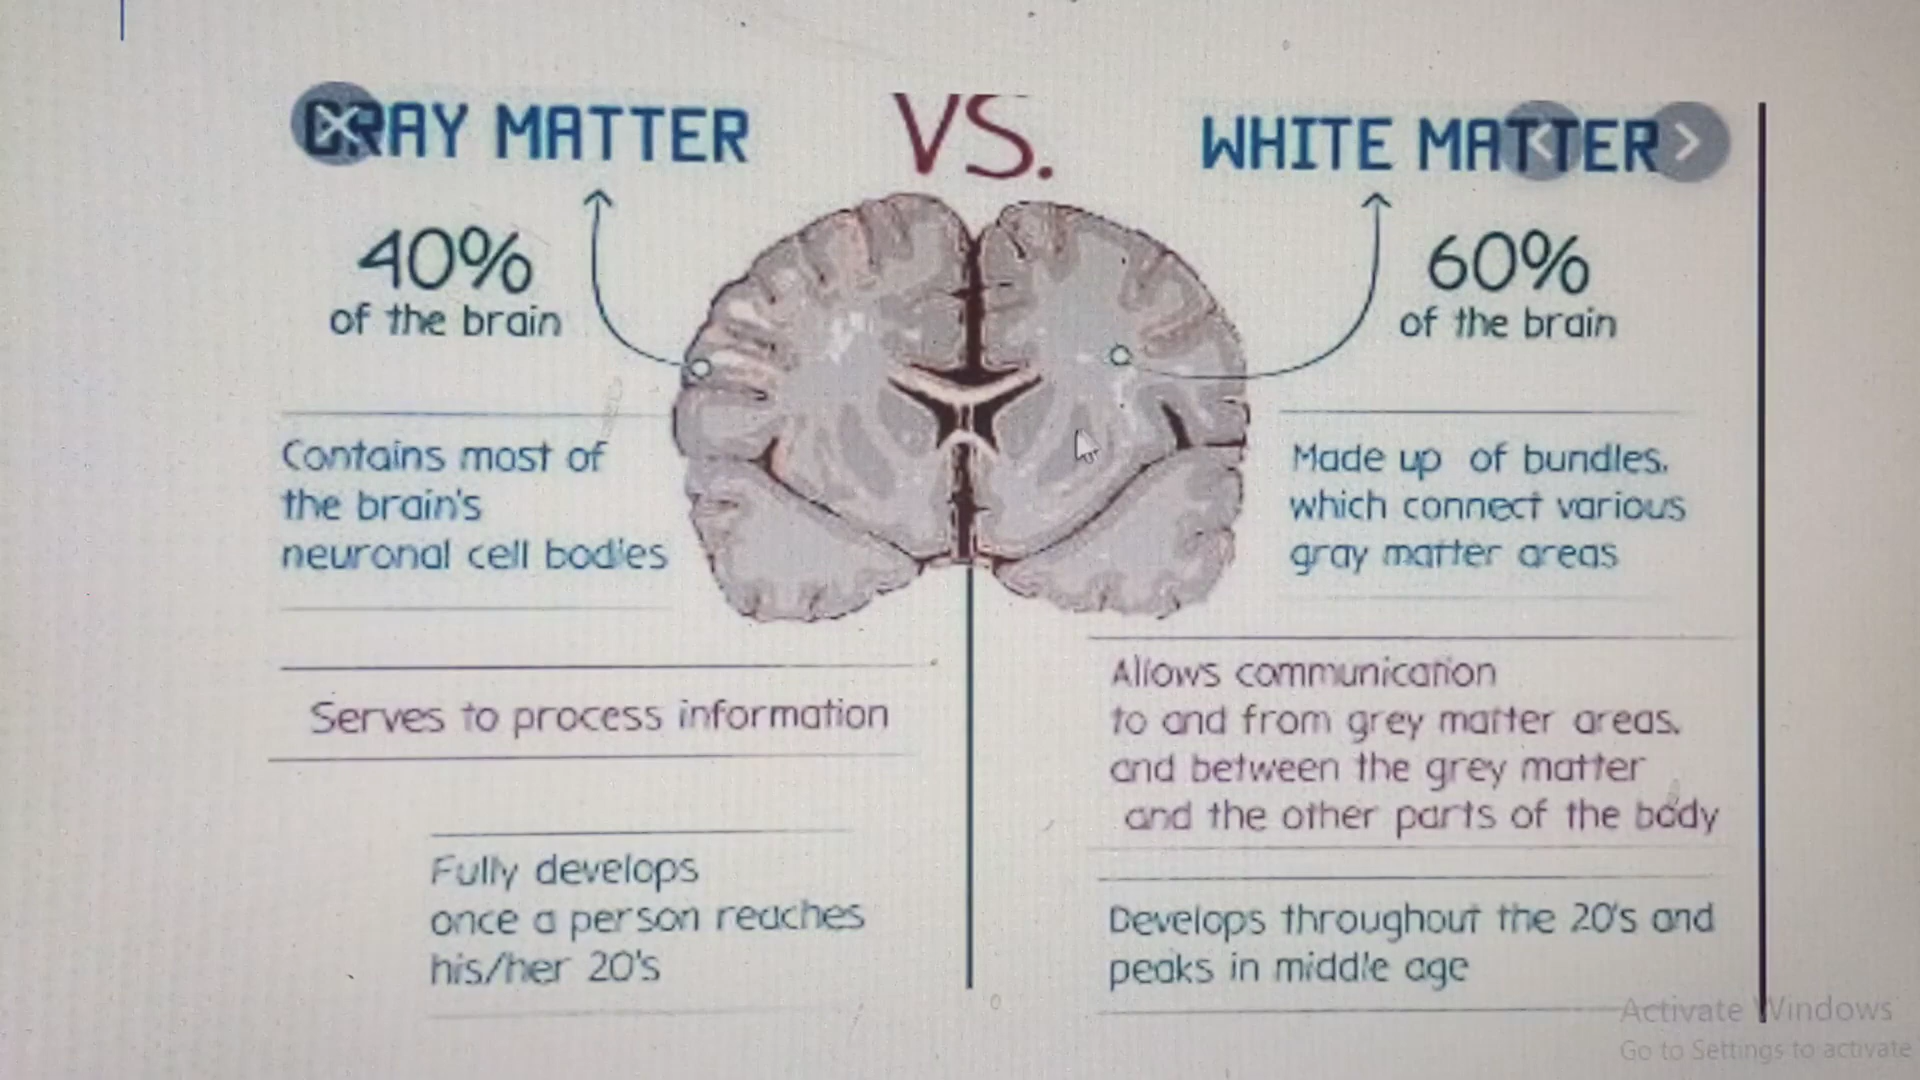 GRAY MATTER
VS.
WHITE MATTER
40%
of the brain
60%
of the brain
Contains most of
the brain's
neuronal cell bodies
Made up of bundles,
which connect various
gray matter areas
Serves to process information
Allows communication
to and from grey matter areas,
and between the grey matter
and the other parts of the body
Fully develops
once a person reaches
his/her 20's
Develops throughout the 20's and
peaks in middle age
Activate Windows
Go to Settings to activate